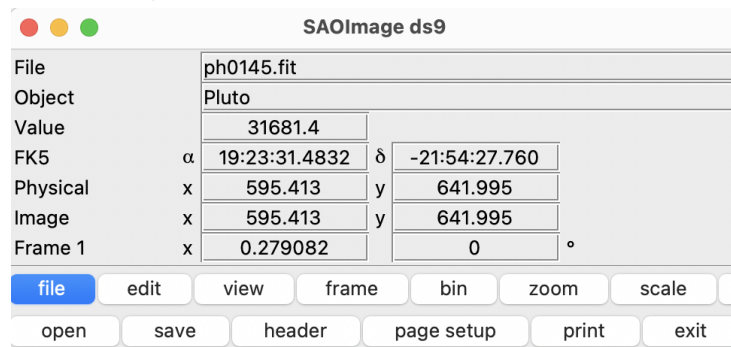 SAOImage ds9
File ph0145.fit
Object Pluto
Value 31681.4
FK5 α 19:23:31.4832 δ -21:54:27.760
Physical x 595.413 y 641.995
Image x 595.413 y 641.995
Frame 1 x 0.279082 0 °
file edit view frame bin zoom scale
open save header page setup print exit